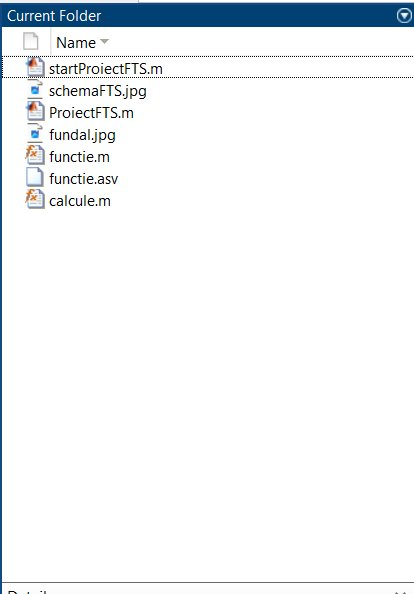 Current Folder
Name
startProiectFTS.m
schemaFTS.jpg
ProiectFTS.m
fundal.jpg
functie.m
functie.asv
calcule.m